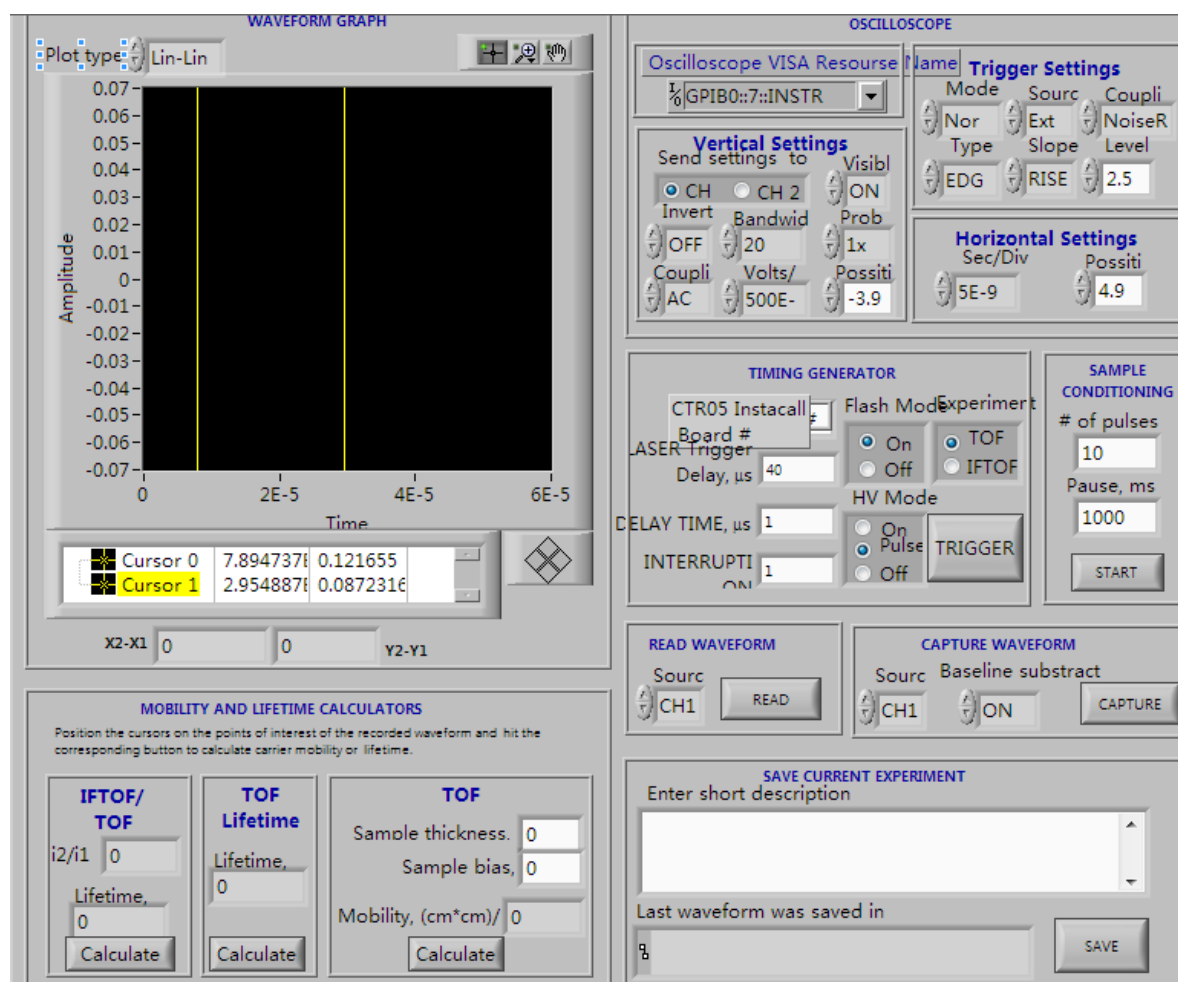 WAVEFORM GRAPH
Plot type
Lin-Lin
0.07
0.06
0.05
0.04
0.03
0.02
0.01
0
-0.01
-0.02
-0.03
-0.04
-0.05
-0.06
-0.07
Amplitude
0 2E-5 4E-5 6E-5
Time
Cursor 0 7.894737E 0.121655
Cursor 1 2.954887E 0.0872316
X2-X1 0 0 Y2-Y1
MOBILITY AND LIFETIME CALCULATORS
Position the cursors on the points of interest of the recorded waveform and hit the
corresponding button to calculate carrier mobility or lifetime.
IFTOF/
TOF
i2/i1 0
Lifetime,
0
Calculate
TOF
Lifetime
Lifetime,
0
Calculate
TOF
Sample thickness. 0
Sample bias, 0
Mobility, (cm*cm)/ 0
Calculate
OSCILLOSCOPE
Oscilloscope VISA Resourse Name
GPIB0::7::INSTR
Trigger Settings
Mode Sourc Coupli
Nor Ext NoiseR
Type Slope Level
EDG RISE 2.5
Vertical Settings
Send settings to Visibl
CH CH 2 ON
Invert Bandwid Prob
OFF 20 1x
Coupli Volts/ Possiti
AC 500E- -3.9
Horizontal Settings
Sec/Div Possiti
5E-9 4.9
TIMING GENERATOR
CTR05 Instacall
Board #
LASER Trigger
Delay, µs 40
DELAY TIME, µs 1
INTERRUPTI
ON
1
Flash Mode
On
Off
Experiment
TOF
IFTOF
HV Mode
On
Pulse
Off
TRIGGER
SAMPLE
CONDITIONING
# of pulses
10
Pause, ms
1000
START
READ WAVEFORM
Sourc
CH1 READ
CAPTURE WAVEFORM
Sourc Baseline substract
CH1 ON CAPTURE
SAVE CURRENT EXPERIMENT
Enter short description
Last waveform was saved in
SAVE